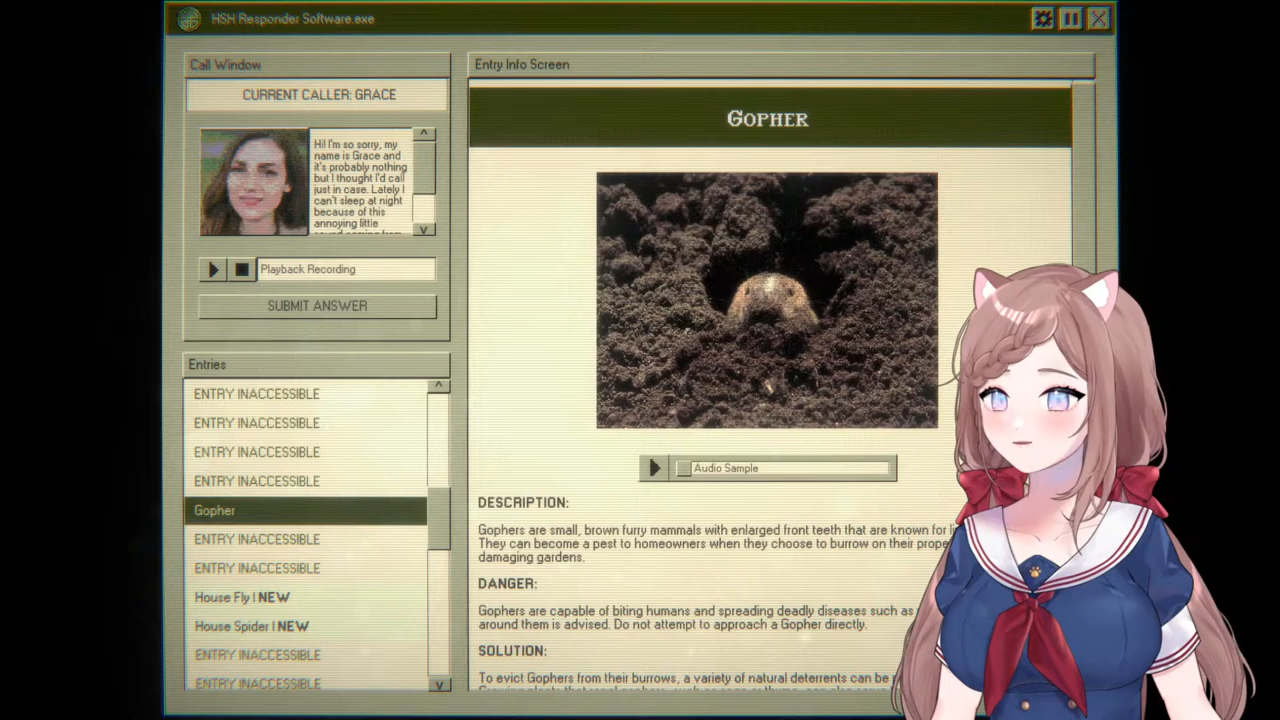 HSH Responder Software.exe
Call Window
CURRENT CALLER: GRACE
Hi! I'm so sorry, my
name is Grace and
it's probably nothing
but I thought I'd call
just in case. Lately I
can't sleep at night
because of this
annoying little
sound coming from
Playback Recording
SUBMIT ANSWER
Entries
ENTRY INACCESSIBLE
ENTRY INACCESSIBLE
ENTRY INACCESSIBLE
ENTRY INACCESSIBLE
Gopher
ENTRY INACCESSIBLE
ENTRY INACCESSIBLE
House Fly | NEW
House Spider | NEW
ENTRY INACCESSIBLE
ENTRY INACCESSIBLE
Entry Info Screen
GOPHER
Audio Sample
DESCRIPTION:
Gophers are small, brown furry mammals with enlarged front teeth that are known for
They can become a pest to homeowners when they choose to burrow on their
damaging gardens.
DANGER:
Gophers are capable of biting humans and spreading deadly diseases such as
around them is advised. Do not attempt to approach a Gopher directly.
SOLUTION:
To evict Gophers from their burrows, a variety of natural deterrents can be